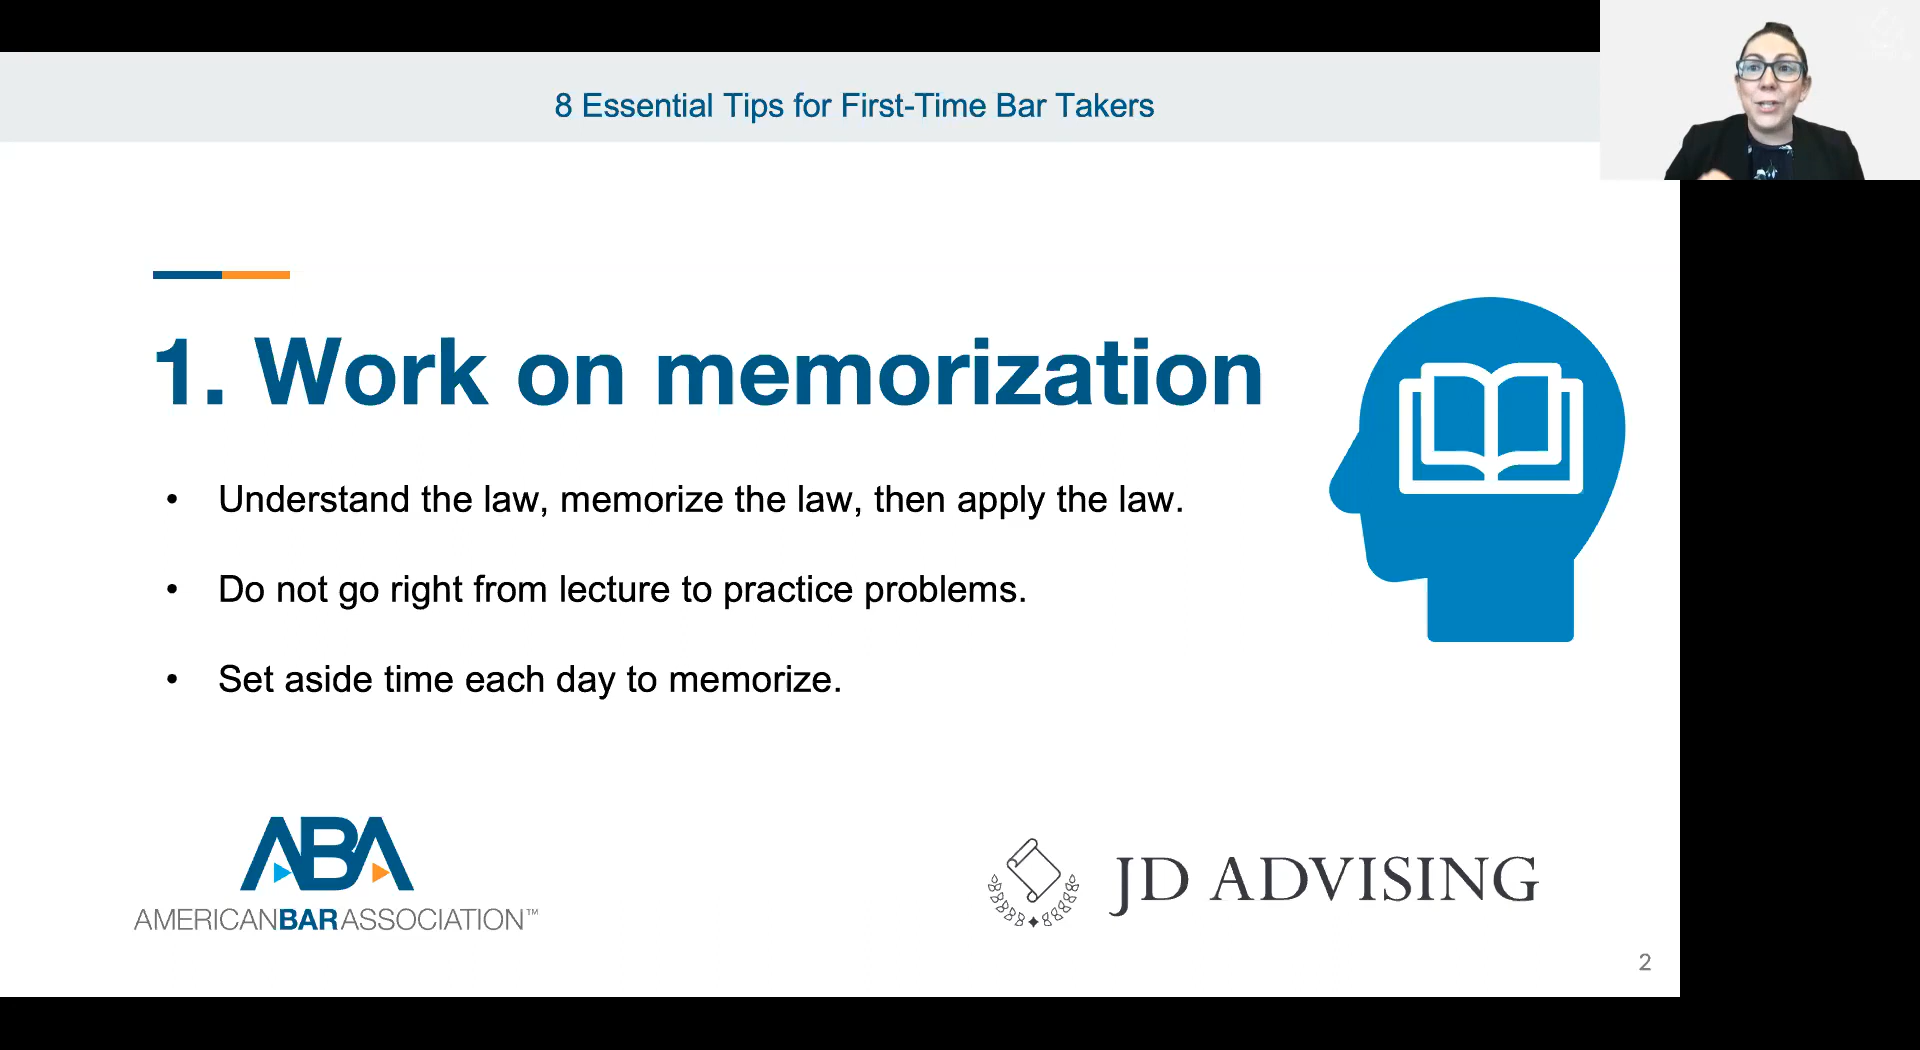 8 Essential Tips for First-Time Bar Takers
1. Work on memorization
• Understand the law, memorize the law, then apply the law.
• Do not go right from lecture to practice problems.
• Set aside time each day to memorize.
ABA
AMERICANBARASSOCIATION™
JD ADVISING
2